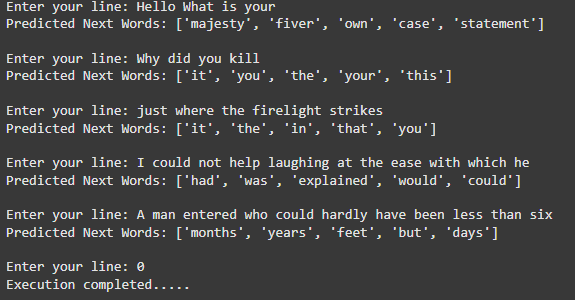 Enter your line: Hello What is your
Predicted Next Words: ['majesty', 'fiver', 'own', 'case', 'statement']
Enter your line: Why did you kill
Predicted Next Words: ['it', 'you', 'the', 'your', 'this']
Enter your line: just where the firelight strikes
Predicted Next Words: ['it', 'the', 'in', 'that', 'you']
Enter your line: I could not help laughing at the ease with which he
Predicted Next Words: ['had', 'was', 'explained', 'would', 'could']
Enter your line: A man entered who could hardly have been less than six
Predicted Next Words: ['months', 'years', 'feet', 'but', 'days']
Enter your line: 0
Execution completed.....